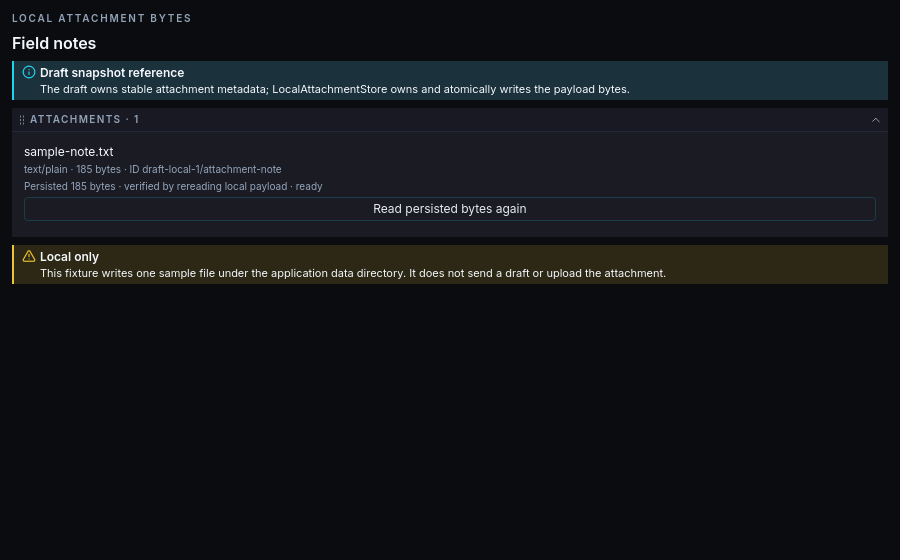 LOCAL ATTACHMENT BYTES
Field notes
Draft snapshot reference
The draft owns stable attachment metadata; LocalAttachmentStore owns and atomically writes the payload bytes.
ATTACHMENTS · 1
sample-note.txt
text/plain · 185 bytes · ID draft-local-1/attachment-note
Persisted 185 bytes · verified by rereading local payload · ready
Read persisted bytes again
Local only
This fixture writes one sample file under the application data directory. It does not send a draft or upload the attachment.